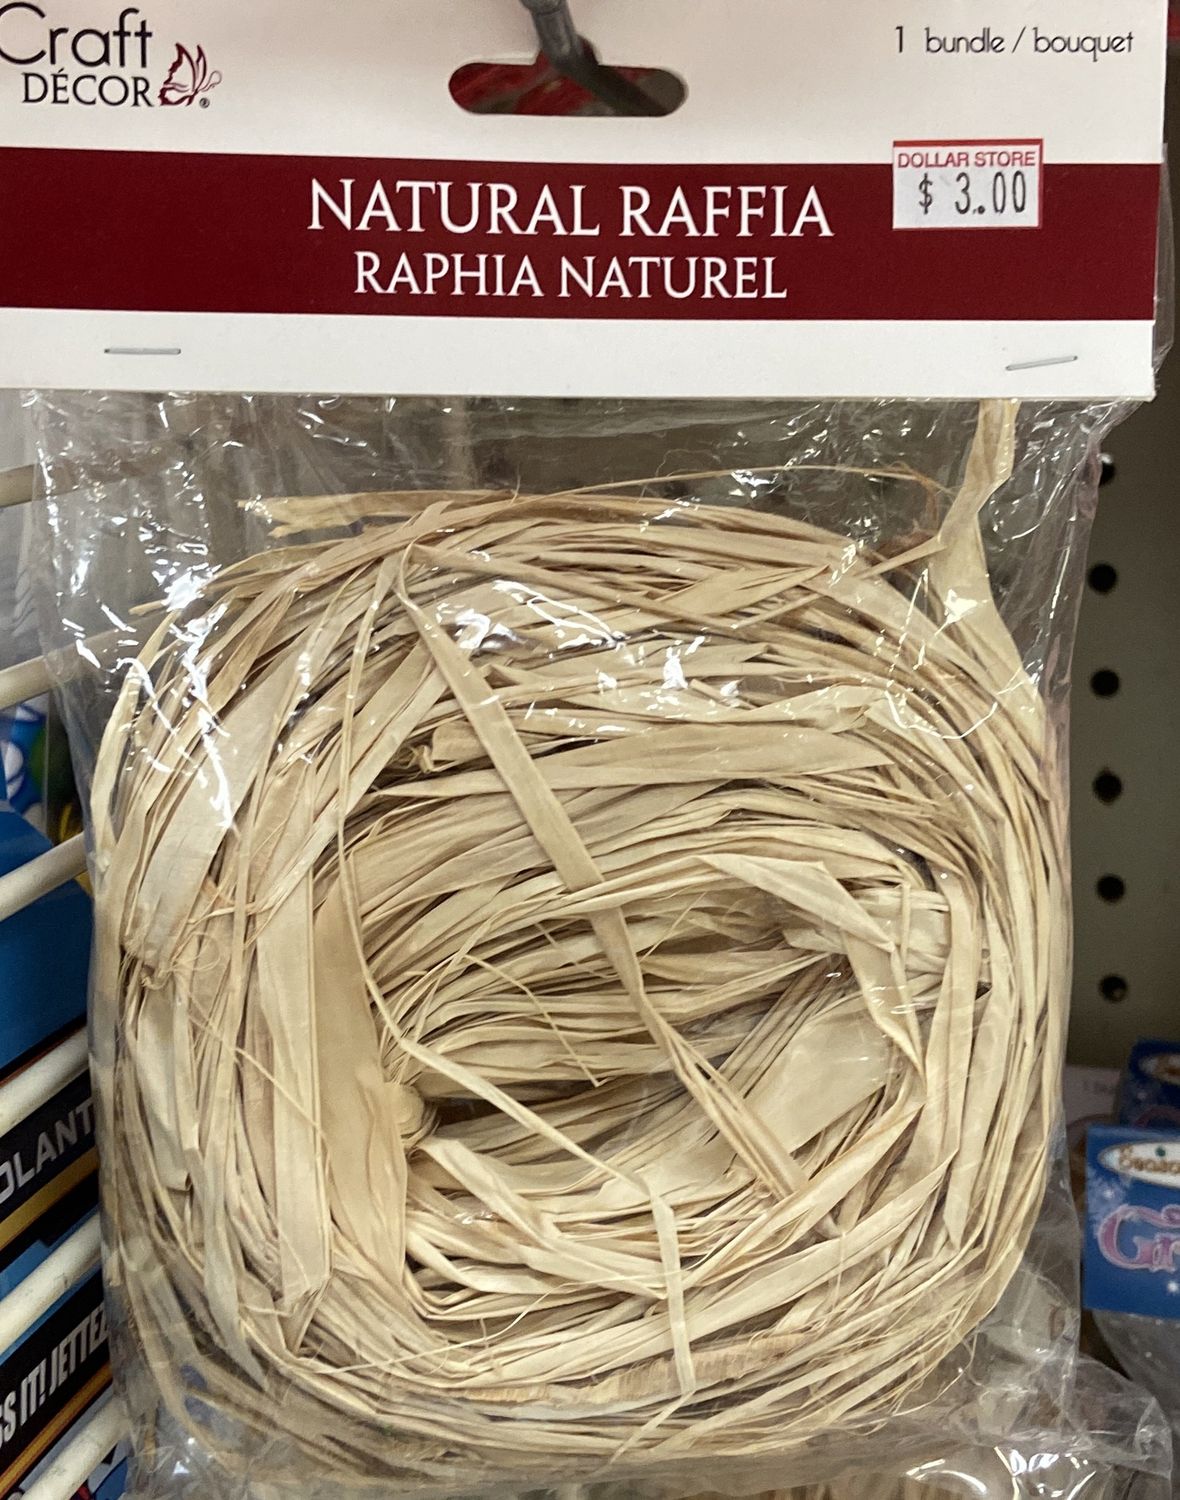 Craft
DÉCOR®
1 bundle / bouquet
DOLLAR STORE
$ 3.00
NATURAL RAFFIA
RAPHIA NATUREL